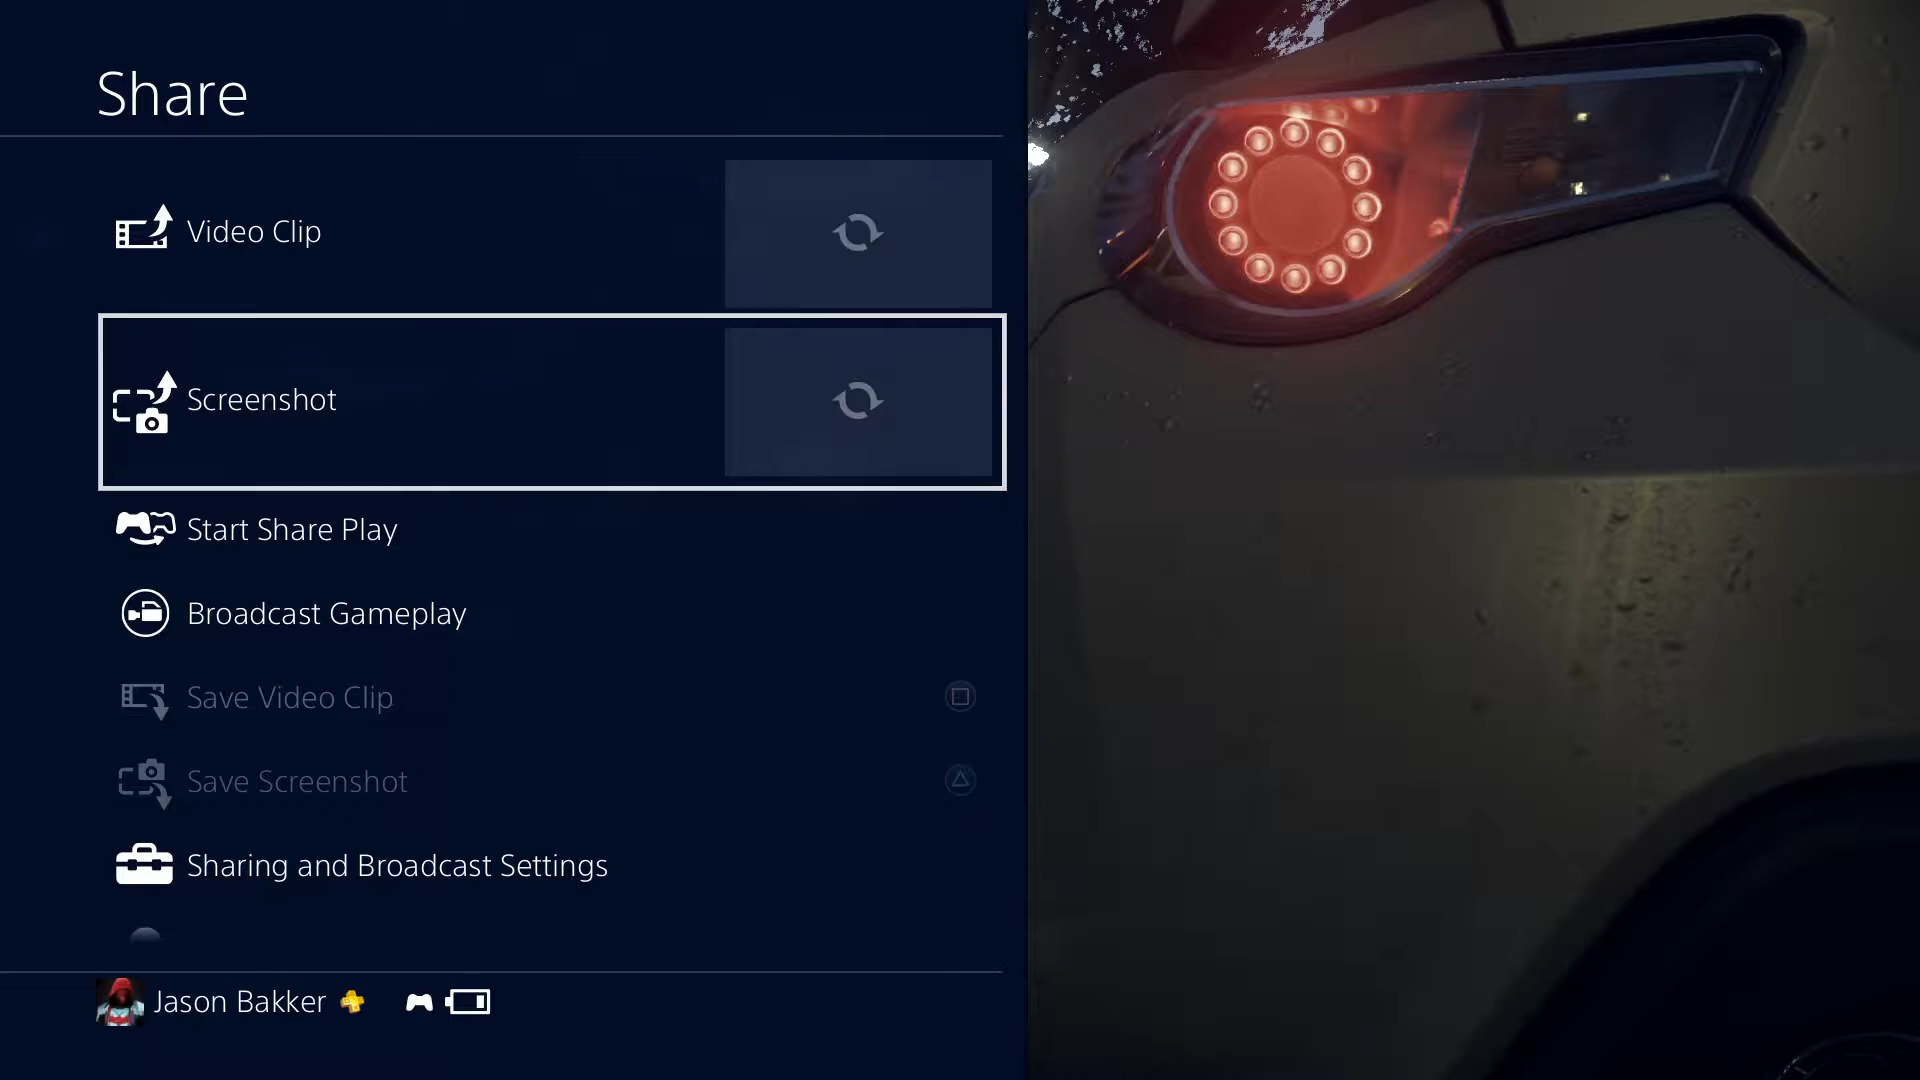 Share
Video Clip
Screenshot
Start Share Play
Broadcast Gameplay
Save Video Clip
Save Screenshot
Sharing and Broadcast Settings
Jason Bakker